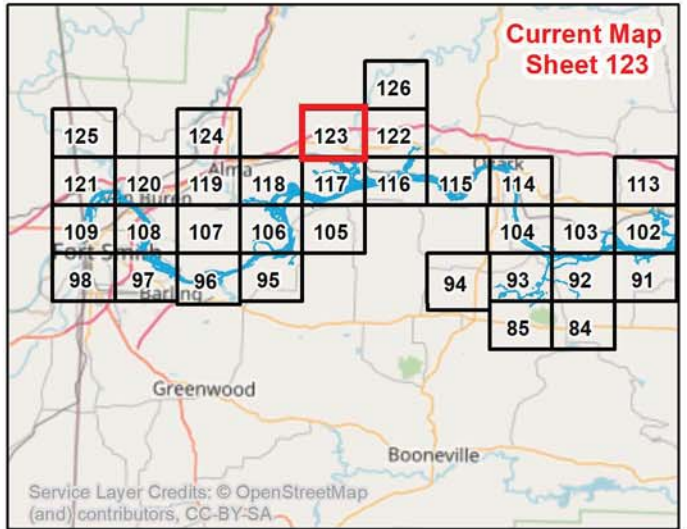 Current Map
Sheet 123
126
125 124 123 122
Alma Ozark
121 120 119 118 117 116 115 114 113
Van Buren
109 108 107 106 105 104 103 102
Fort Smith
98 97 96 95 94 93 92 91
Barling
85 84
Greenwood
Booneville
Service Layer Credits: © OpenStreetMap
(and) contributors, CC-BY-SA